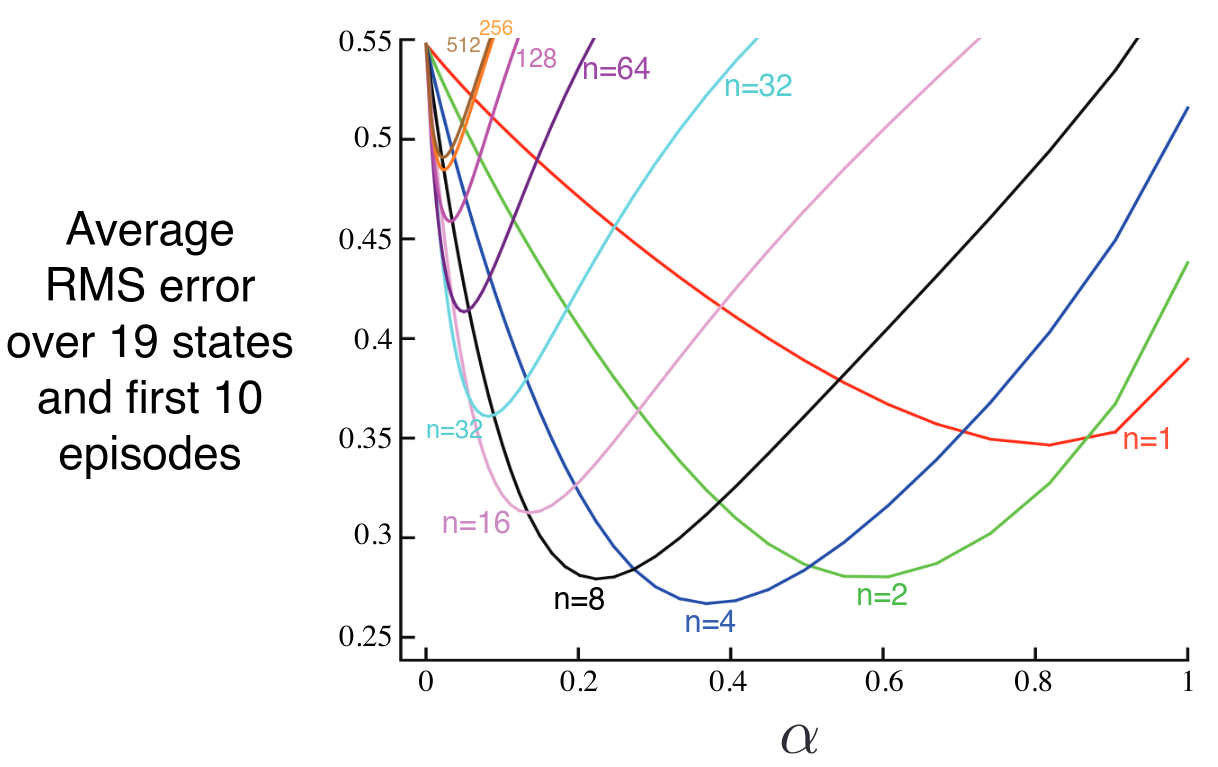 256
0.55
512
128
n=64
n=32
0.5
Average
RMS error
over 19 states
and first 10
episodes
0.45
0.4
n=32
0.35
n=1
n=16
0.3
n=8
n=2
n=4
0.25
0 0.2 0.4 0.6 0.8 1
α